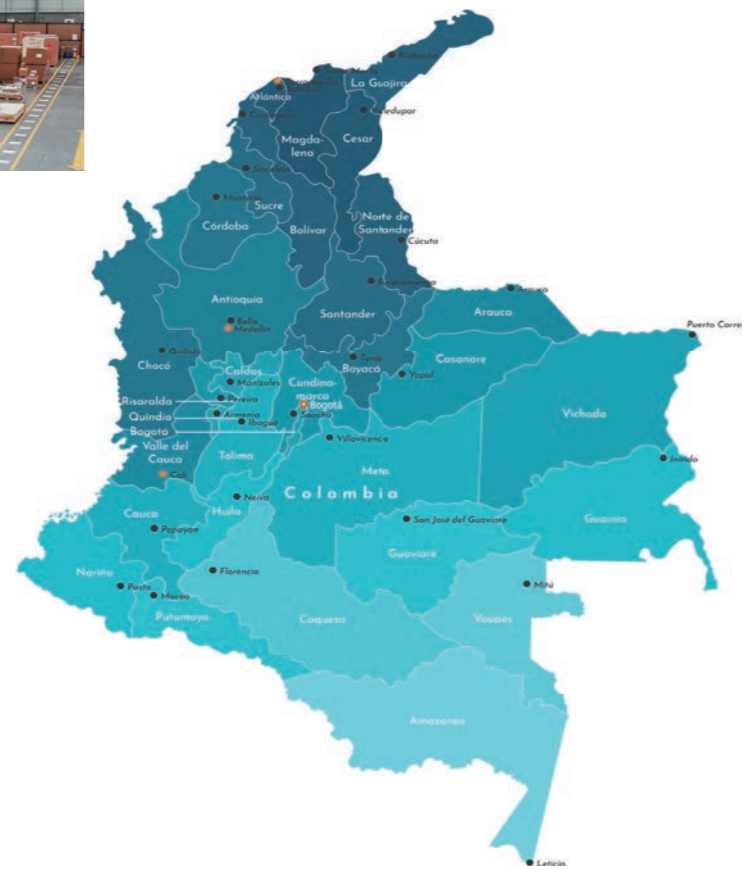 Riohacha
La Guajira
Atlántico
Valledupar
Cartagena
Magda-
lena
Cesar
Sincelejo
Montería
Sucre
Norte de
Santander
Córdoba
Bolívar
Cúcuta
Bucaramanga
Antioquia
Arauca
Santander
Arauca
Bello
Medellín
Puerto Carre
Quibdó
Tunja
Chocó
Caldas
Boyacá
Casanare
Yopal
Manizales
Cundina-
marca
Risaralda
Pereira
Bogotá
Quindía
Armenia
Soacha
Vichada
Bogotá
Ibagué
Villavicenco
Valle del
Cauca
Tolima
Meta
Inírida
Cali
Colombia
Neiva
Huila
Cauca
San José del Guaviare
Guainía
Popayán
Guaviare
Nariño
Florencia
Pasto
Mocoa
Mitú
Putumayo
Caqueta
Vaupés
Amazonas
Leticia